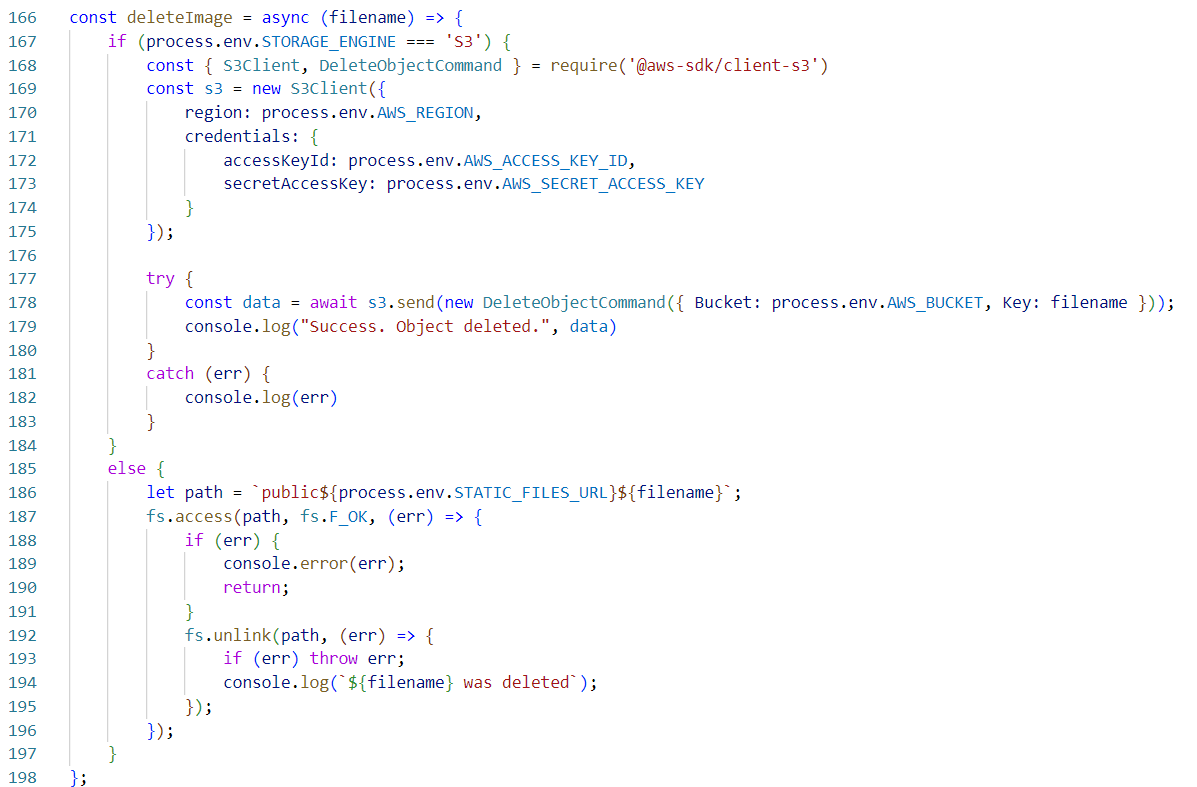 166 const deleteImage = async (filename) => {
167 if (process.env.STORAGE_ENGINE === 'S3') {
168 const { S3Client, DeleteObjectCommand } = require('@aws-sdk/client-s3')
169 const s3 = new S3Client({
170 region: process.env.AWS_REGION,
171 credentials: {
172 accessKeyId: process.env.AWS_ACCESS_KEY_ID,
173 secretAccessKey: process.env.AWS_SECRET_ACCESS_KEY
174 }
175 });
176
177 try {
178 const data = await s3.send(new DeleteObjectCommand({ Bucket: process.env.AWS_BUCKET, Key: filename }));
179 console.log("Success. Object deleted.", data)
180 }
181 catch (err) {
182 console.log(err)
183 }
184 }
185 else {
186 let path = `public${process.env.STATIC_FILES_URL}${filename}`;
187 fs.access(path, fs.F_OK, (err) => {
188 if (err) {
189 console.error(err);
190 return;
191 }
192 fs.unlink(path, (err) => {
193 if (err) throw err;
194 console.log(`${filename} was deleted`);
195 });
196 });
197 }
198 };